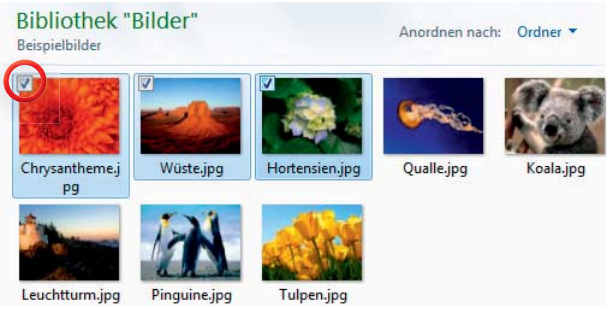 Bibliothek "Bilder"
Beispielbilder
Anordnen nach: Ordner
Chrysantheme.j
pg
Wüste.jpg
Hortensien.jpg
Qualle.jpg
Koala.jpg
Leuchtturm.jpg
Pinguine.jpg
Tulpen.jpg